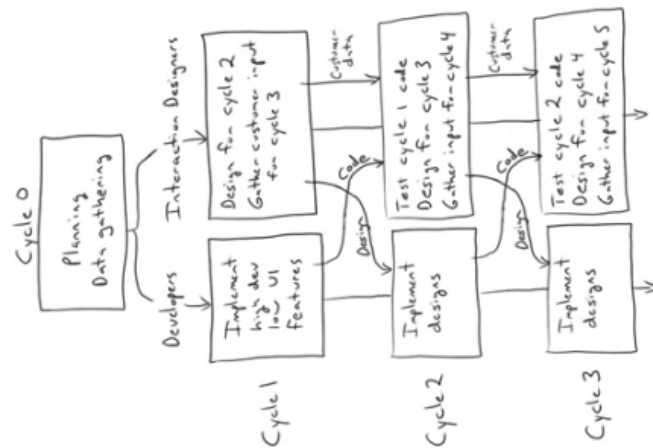 Cycle 0
Planning
Data gathering
Developers
Interaction Designers
Cycle 1
Implement
high dev
low UI
features
Design for cycle 2
Gather customer input
for cycle 3
Design
Code
Customer
data
Cycle 2
Implement
designs
Test cycle 1 code
Design for cycle 3
Gather input for cycle 4
Design
Code
Customer
data
Cycle 3
Implement
designs
Test cycle 2 code
Design for cycle 4
Gather input for cycle 5